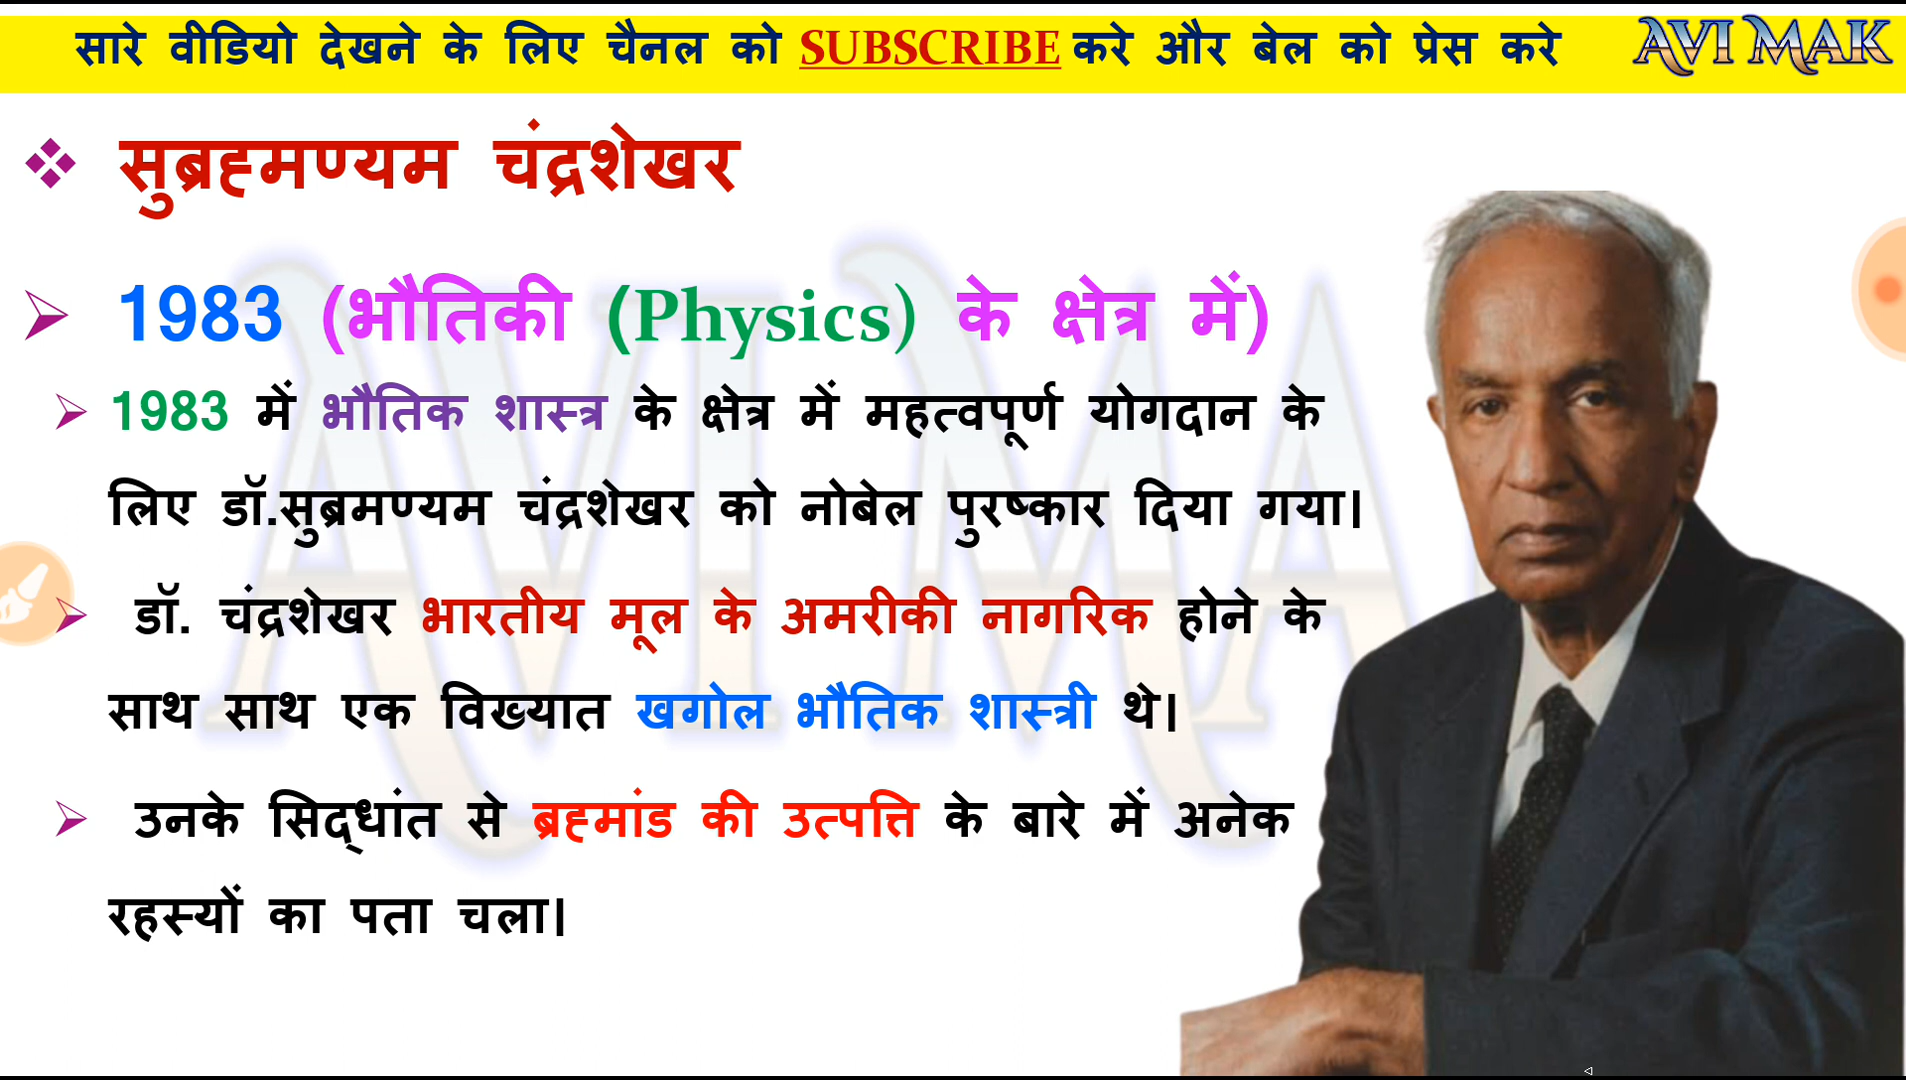 सारे वीडियो देखने के लिए चैनल को SUBSCRIBE करे और बेल को प्रेस करे AVI MAK
सुब्रह्मण्यम चंद्रशेखर
1983 (भौतिकी (Physics) के क्षेत्र में)
1983 में भौतिक शास्त्र के क्षेत्र में महत्वपूर्ण योगदान के
लिए डॉ.सुब्रमण्यम चंद्रशेखर को नोबेल पुरष्कार दिया गया।
डॉ. चंद्रशेखर भारतीय मूल के अमरीकी नागरिक होने के
साथ साथ एक विख्यात खगोल भौतिक शास्त्री थे।
उनके सिद्धांत से ब्रह्मांड की उत्पत्ति के बारे में अनेक
रहस्यों का पता चला।